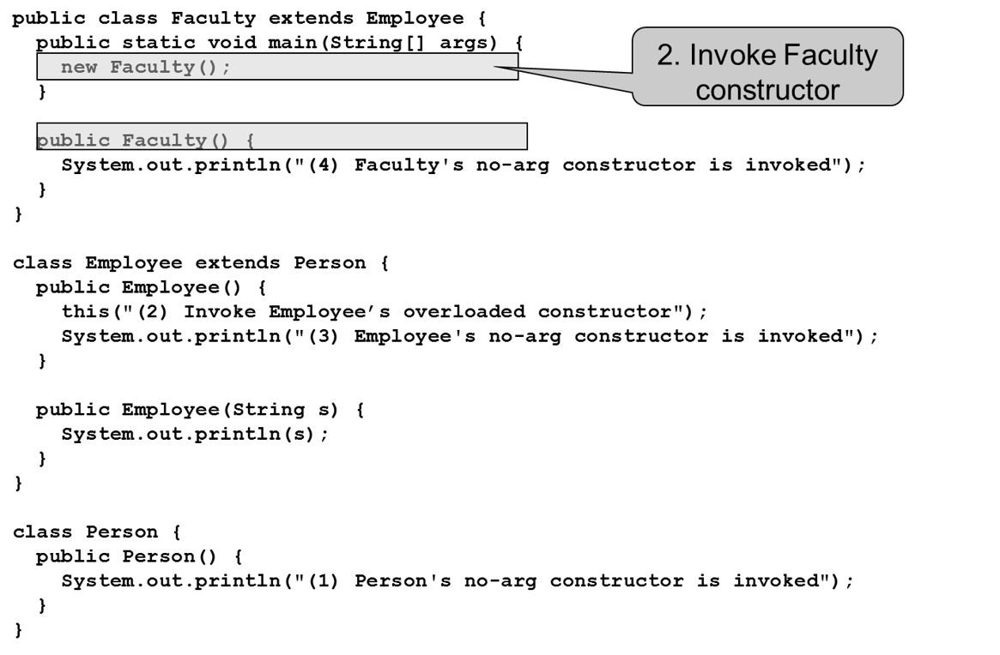 public class Faculty extends Employee {
  public static void main(String[] args) {
    new Faculty();
  }
2. Invoke Faculty
constructor
  public Faculty() {
    System.out.println("(4) Faculty's no-arg constructor is invoked");
  }
}
class Employee extends Person {
  public Employee() {
    this("(2) Invoke Employee’s overloaded constructor");
    System.out.println("(3) Employee's no-arg constructor is invoked");
  }
  public Employee(String s) {
    System.out.println(s);
  }
}
class Person {
  public Person() {
    System.out.println("(1) Person's no-arg constructor is invoked");
  }
}